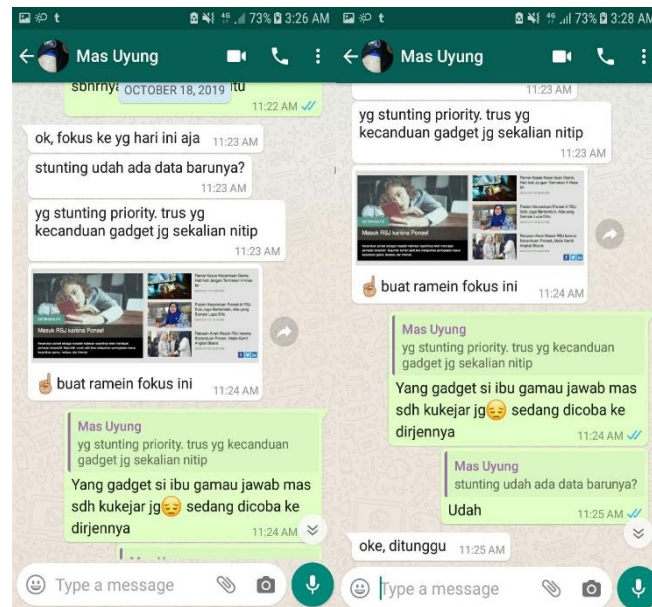 t 4G 73% 3:26 AM
Mas Uyung
sbnrnya
OCTOBER 18, 2019
itu
11:22 AM
ok, fokus ke yg hari ini aja 11:23 AM
stunting udah ada data barunya?
11:23 AM
yg stunting priority. trus yg
kecanduan gadget jg sekalian nitip
11:23 AM
Masuk RSJ karena Ponsel
☝ buat ramein fokus ini 11:24 AM
Mas Uyung
yg stunting priority. trus yg kecanduan
gadget jg sekalian nitip
Yang gadget si ibu gamau jawab mas
sdh kukejar jg😔 sedang dicoba ke
dirjennya 11:24 AM
Type a message
t 4G 73% 3:28 AM
Mas Uyung
11:23 AM
yg stunting priority. trus yg
kecanduan gadget jg sekalian nitip
11:23 AM
Masuk RSJ karena Ponsel
☝ buat ramein fokus ini 11:24 AM
Mas Uyung
yg stunting priority. trus yg kecanduan
gadget jg sekalian nitip
Yang gadget si ibu gamau jawab mas
sdh kukejar jg😔 sedang dicoba ke
dirjennya 11:24 AM
Mas Uyung
stunting udah ada data barunya?
Udah 11:25 AM
oke, ditunggu 11:25 AM
Type a message